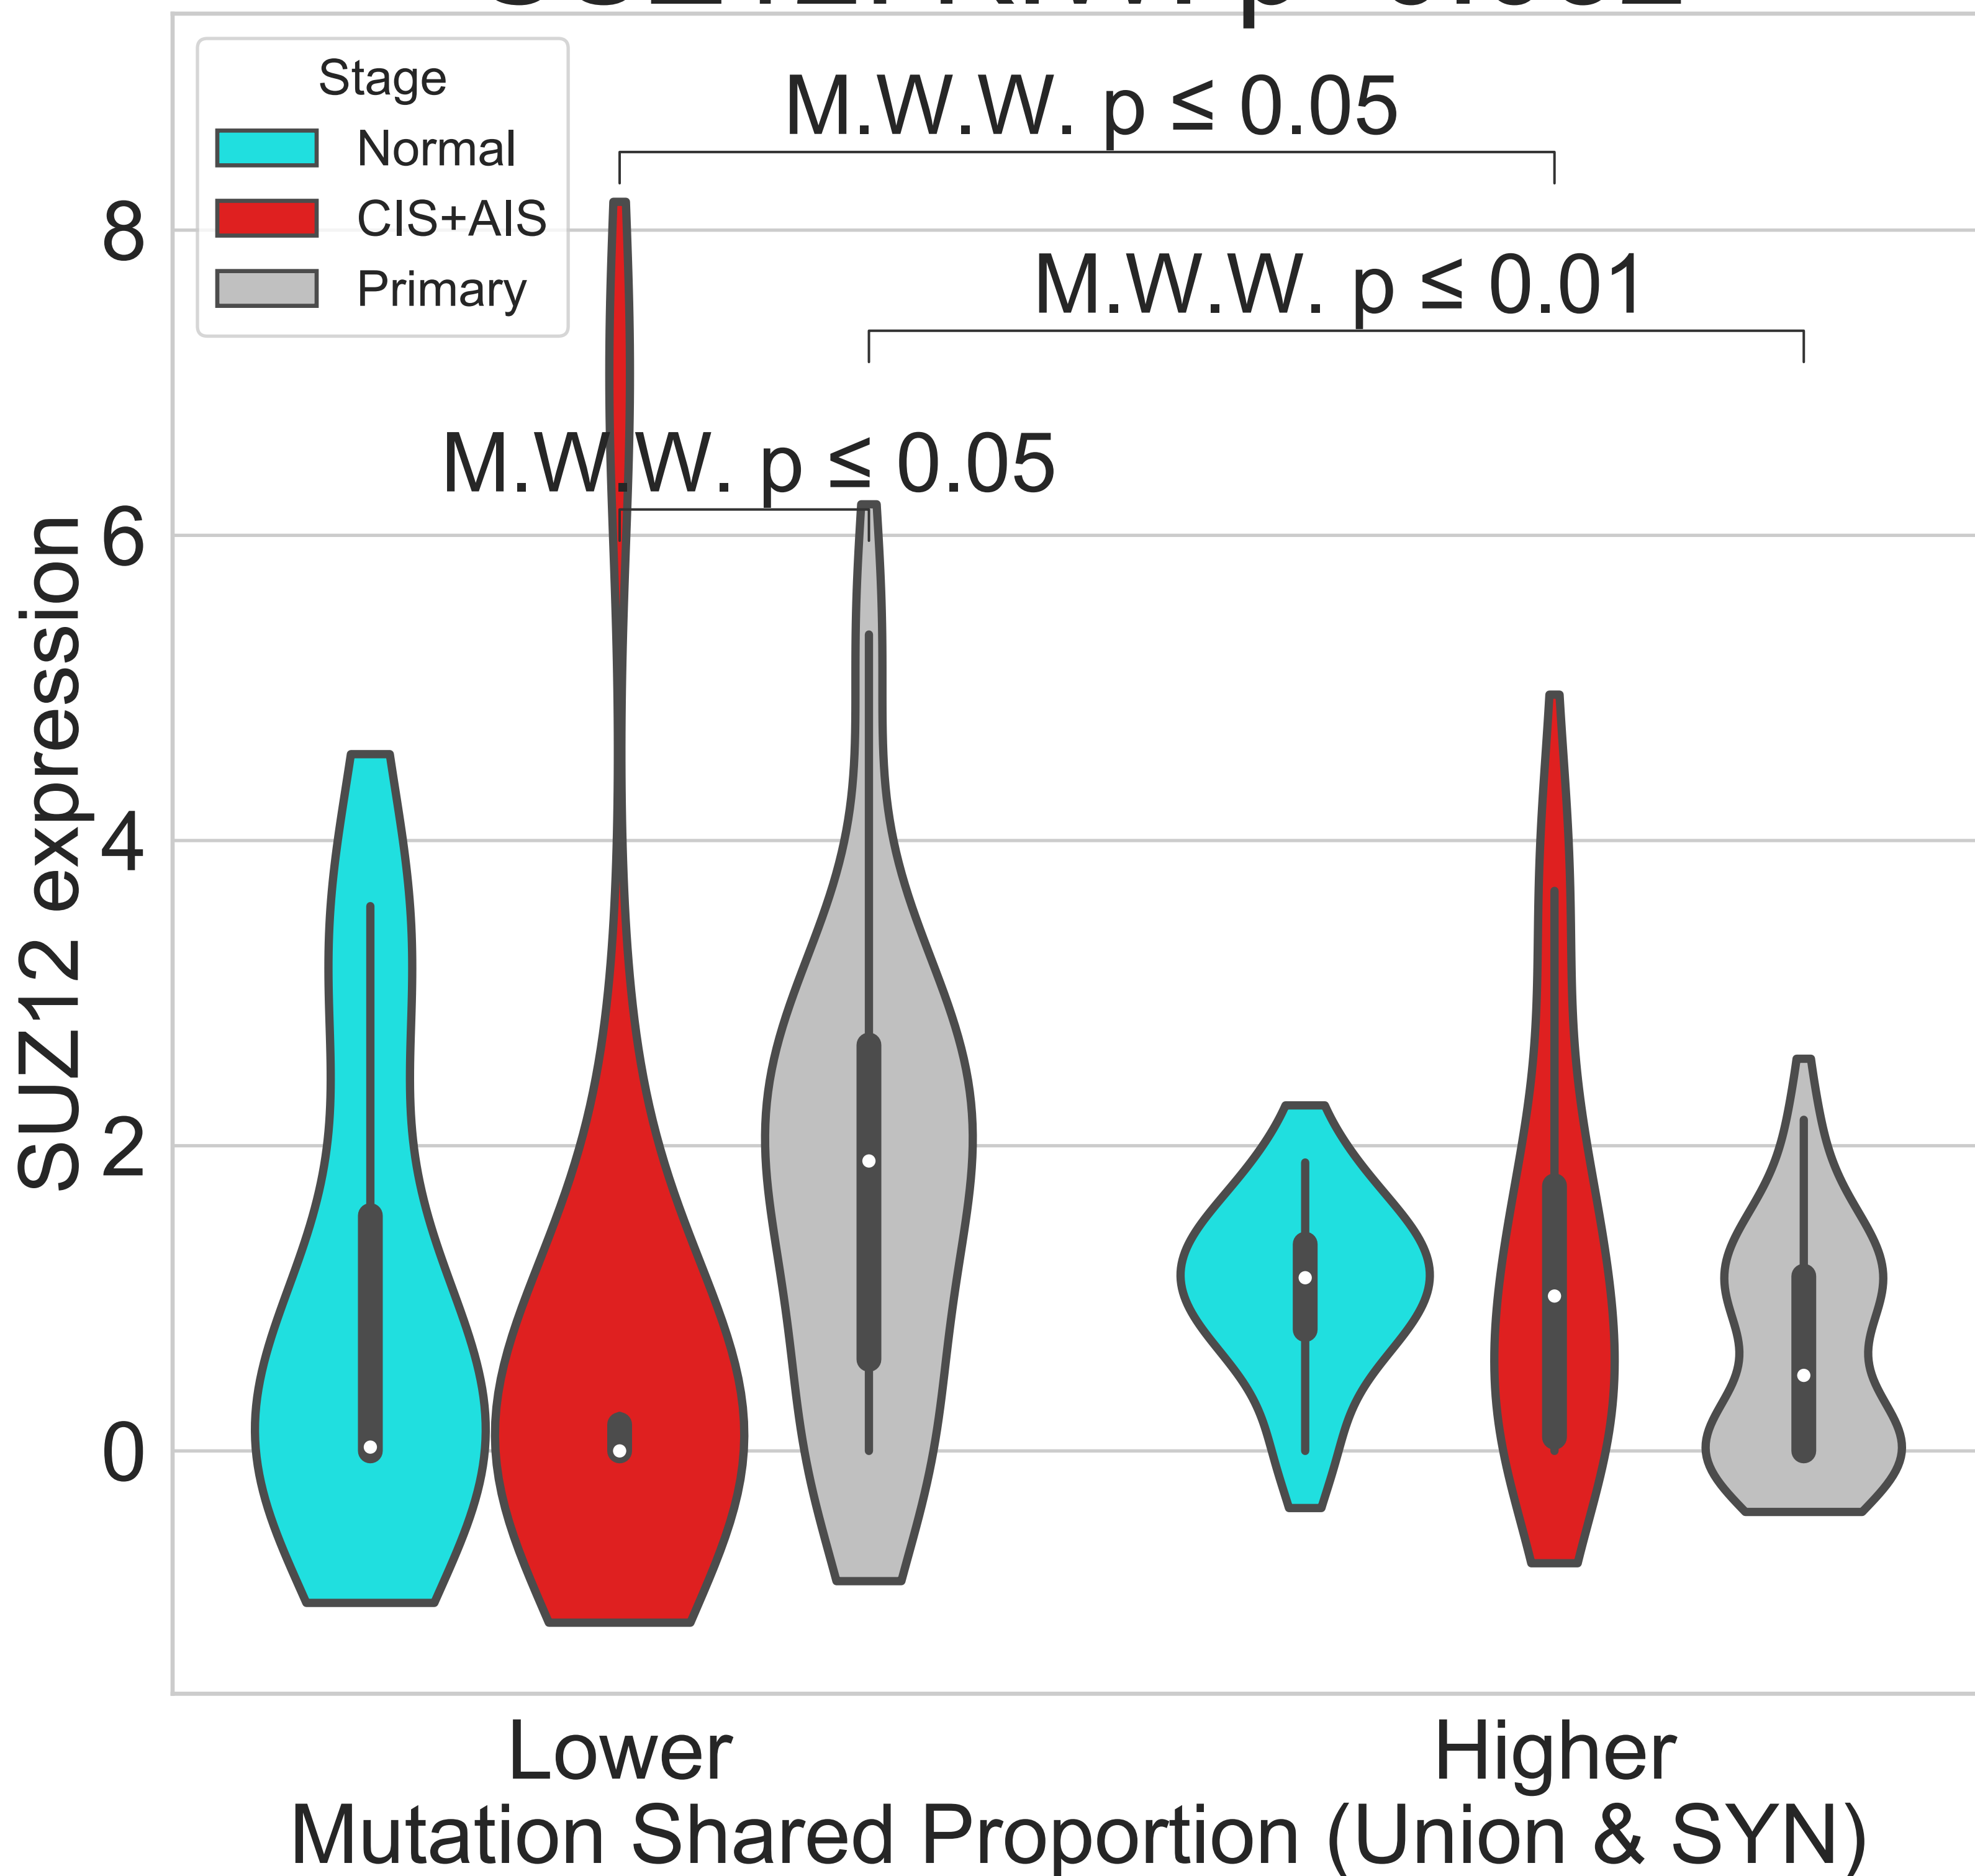 Stage
Normal
CIS+AIS
Primary
M.W.W. p ≤ 0.05
M.W.W. p ≤ 0.01
M.W.W. p ≤ 0.05
8
6
4
2
0
SUZ12 expression
Lower
Higher
Mutation Shared Proportion (Union & SYN)